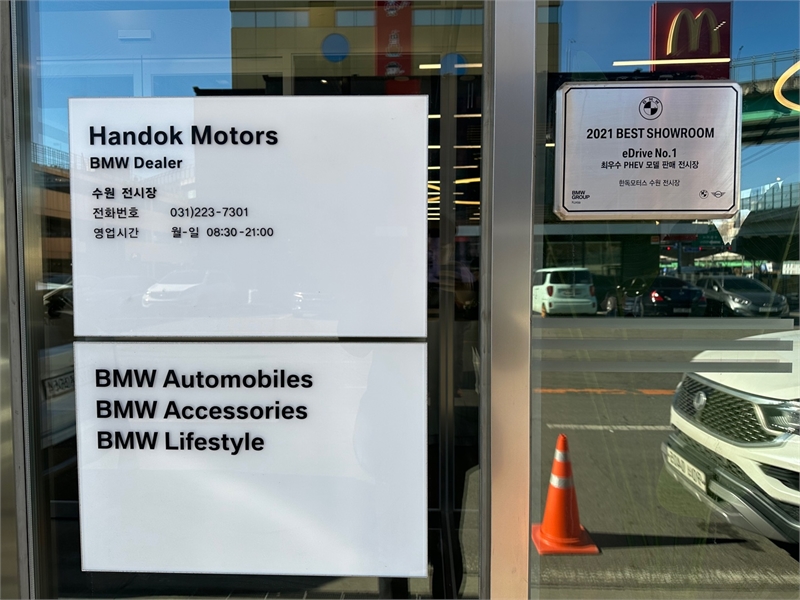 Handok Motors
BMW Dealer
수원 전시장
전화번호 031)223-7301
영업시간 월-일 08:30-21:00
BMW Automobiles
BMW Accessories
BMW Lifestyle
2021 BEST SHOWROOM
eDrive No.1
최우수 PHEV 모델 판매 전시장
한독모터스 수원 전시장
BMW
GROUP